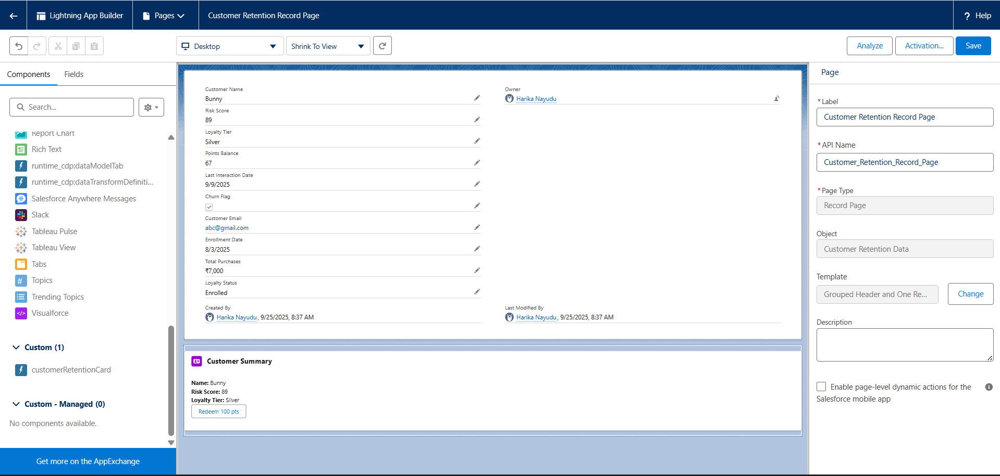 Lightning App Builder
Pages
Customer Retention Record Page
? Help
Desktop
Shrink To View
Analyze
Activation...
Save
Components
Fields
Search...
Report Chart
Rich Text
runtime_cdp:dataModelTab
runtime_cdp:dataTransformDefiniti...
Salesforce Anywhere Messages
Slack
Tableau Pulse
Tableau View
Tabs
# Topics
Trending Topics
</> Visualforce
Custom (1)
customerRetentionCard
Custom - Managed (0)
No components available.
Get more on the AppExchange
Customer Name
Bunny
Risk Score
89
Loyalty Tier
Silver
Points Balance
67
Last Interaction Date
9/9/2025
Churn Flag
Customer Email
abc@gmail.com
Enrollment Date
8/3/2025
Total Purchases
₹7,000
Loyalty Status
Enrolled
Created By
Harika Nayudu, 9/25/2025, 8:37 AM
Owner
Harika Nayudu
Last Modified By
Harika Nayudu, 9/25/2025, 8:37 AM
Customer Summary
Name: Bunny
Risk Score: 89
Loyalty Tier: Silver
Redeem 100 pts
Page
*Label
Customer Retention Record Page
*API Name
Customer_Retention_Record_Page
*Page Type
Record Page
Object
Customer Retention Data
Template
Grouped Header and One Re...
Change
Description
Enable page-level dynamic actions for the
Salesforce mobile app